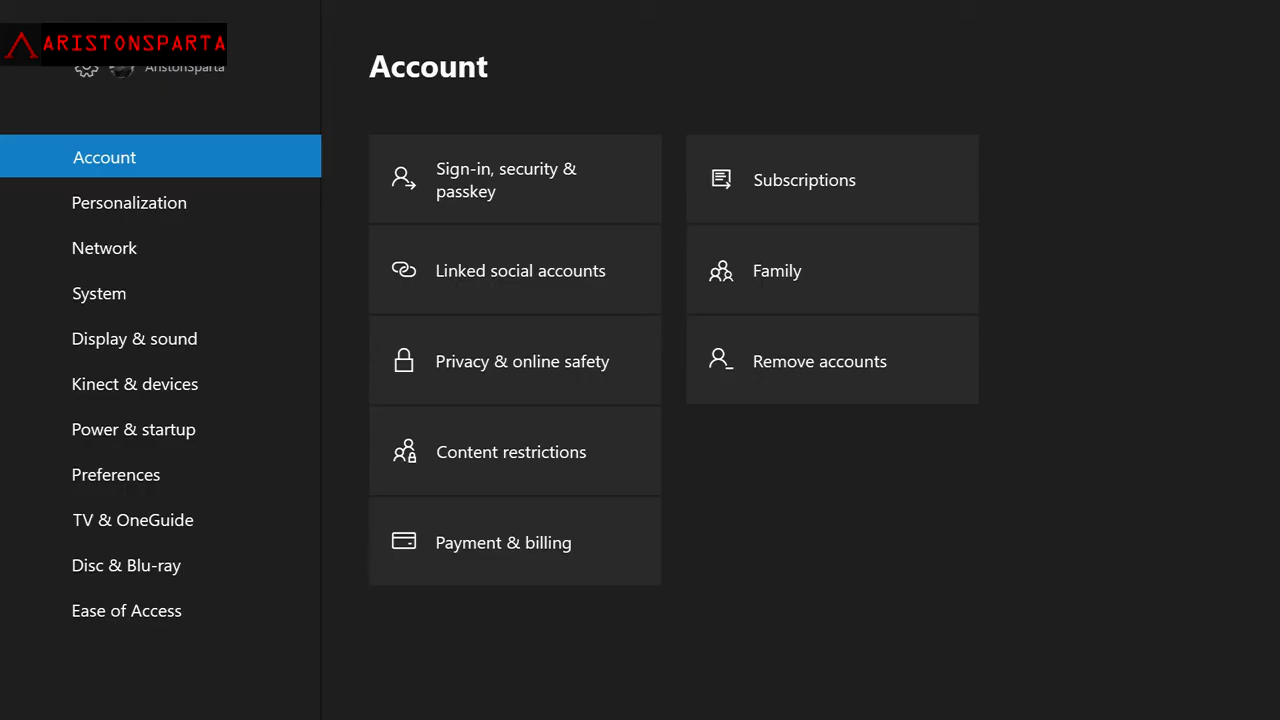 ARISTONSPARTA
AristonSparta
Account
Personalization
Network
System
Display & sound
Kinect & devices
Power & startup
Preferences
TV & OneGuide
Disc & Blu-ray
Ease of Access
Account
Sign-in, security &
passkey
Linked social accounts
Privacy & online safety
Content restrictions
Payment & billing
Subscriptions
Family
Remove accounts